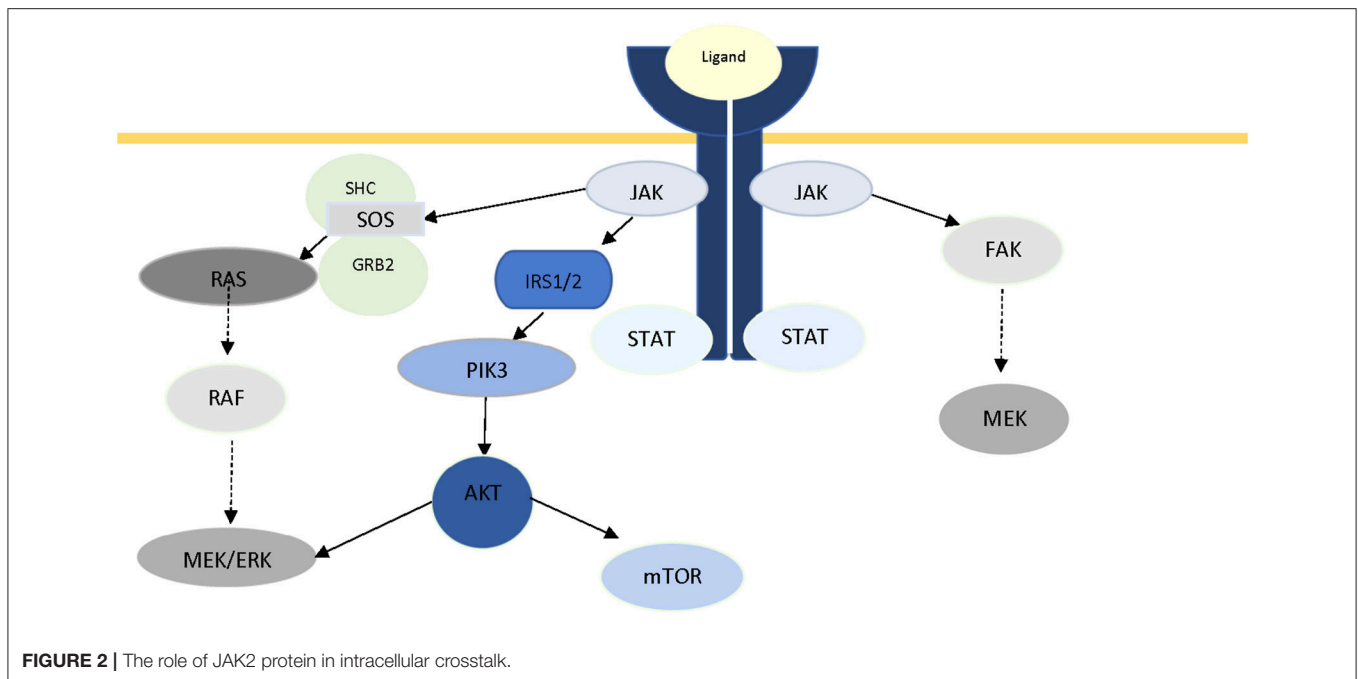 Ligand
SHC
JAK
JAK
SOS
FAK
GRB2
RAS
IRS1/2
STAT
STAT
PIK3
RAF
MEK
AKT
MEK/ERK
mTOR
FIGURE 2 | The role of JAK2 protein in intracellular crosstalk.